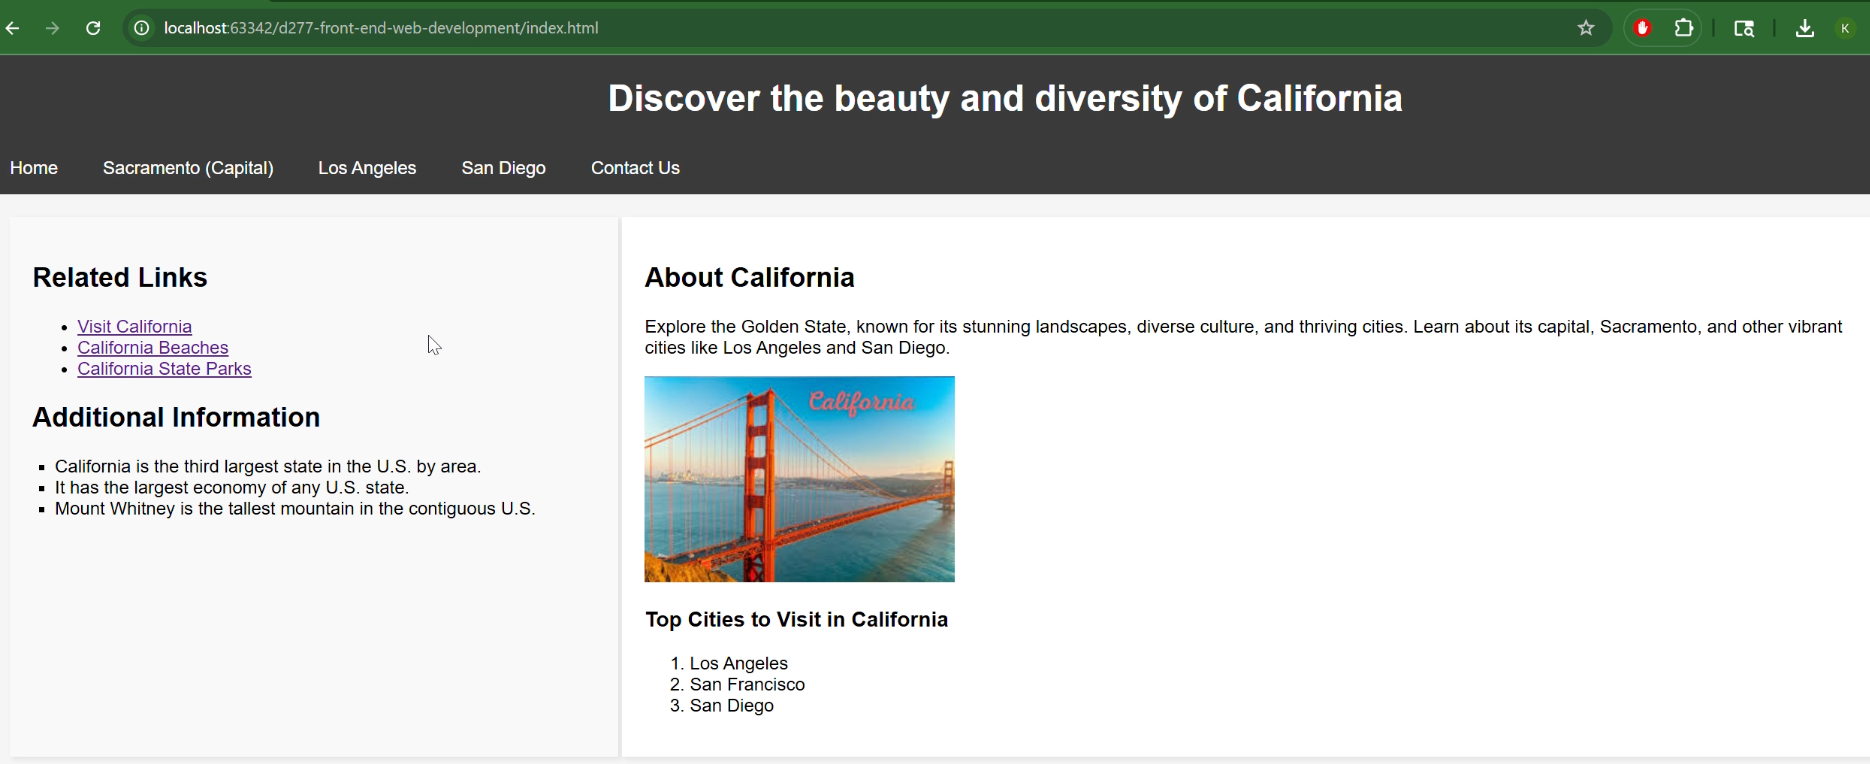 localhost:63342/d277-front-end-web-development/index.html
K
Discover the beauty and diversity of California
Home
Sacramento (Capital)
Los Angeles
San Diego
Contact Us
Related Links
Visit California
California Beaches
California State Parks
Additional Information
California is the third largest state in the U.S. by area.
It has the largest economy of any U.S. state.
Mount Whitney is the tallest mountain in the contiguous U.S.
About California
Explore the Golden State, known for its stunning landscapes, diverse culture, and thriving cities. Learn about its capital, Sacramento, and other vibrant
cities like Los Angeles and San Diego.
California
Top Cities to Visit in California
1. Los Angeles
2. San Francisco
3. San Diego